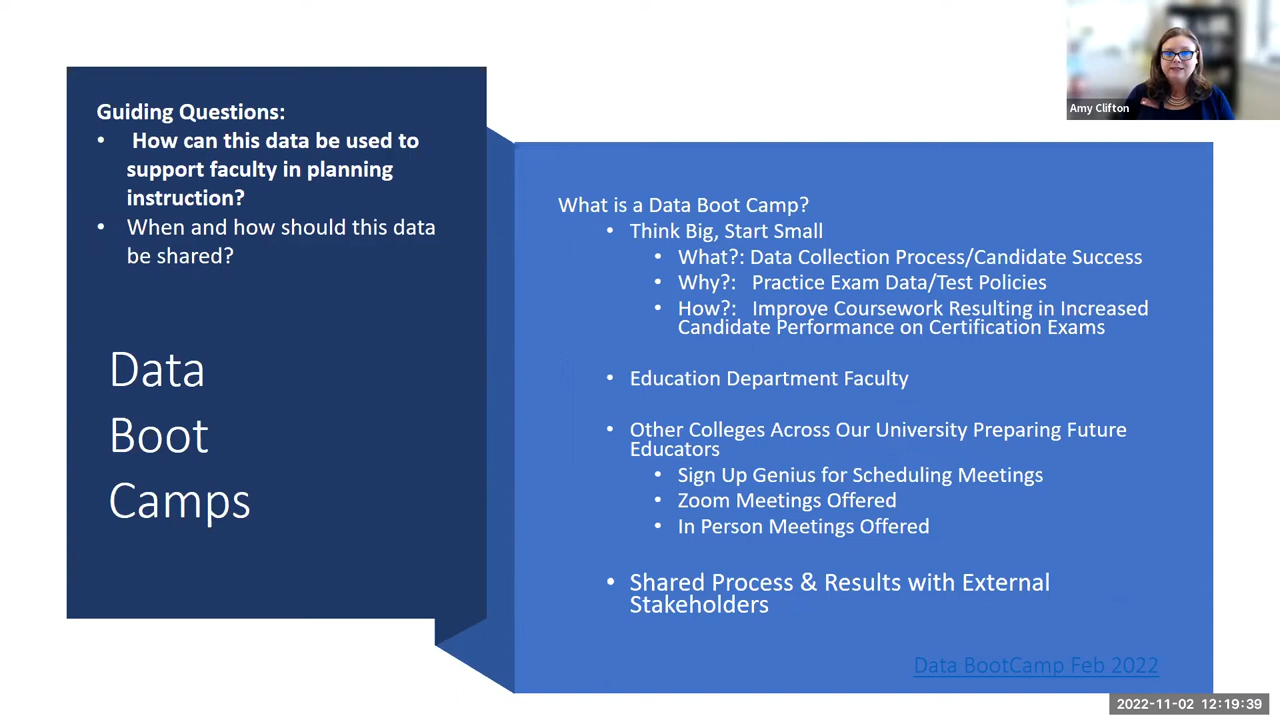 Amy Clifton
Guiding Questions:
• How can this data be used to
support faculty in planning
instruction?
• When and how should this data
be shared?
Data
Boot
Camps
What is a Data Boot Camp?
• Think Big, Start Small
• What?: Data Collection Process/Candidate Success
• Why?: Practice Exam Data/Test Policies
• How?: Improve Coursework Resulting in Increased
Candidate Performance on Certification Exams
• Education Department Faculty
• Other Colleges Across Our University Preparing Future
Educators
• Sign Up Genius for Scheduling Meetings
• Zoom Meetings Offered
• In Person Meetings Offered
• Shared Process & Results with External
Stakeholders
Data BootCamp Feb 2022
2022-11-02 12:19:39